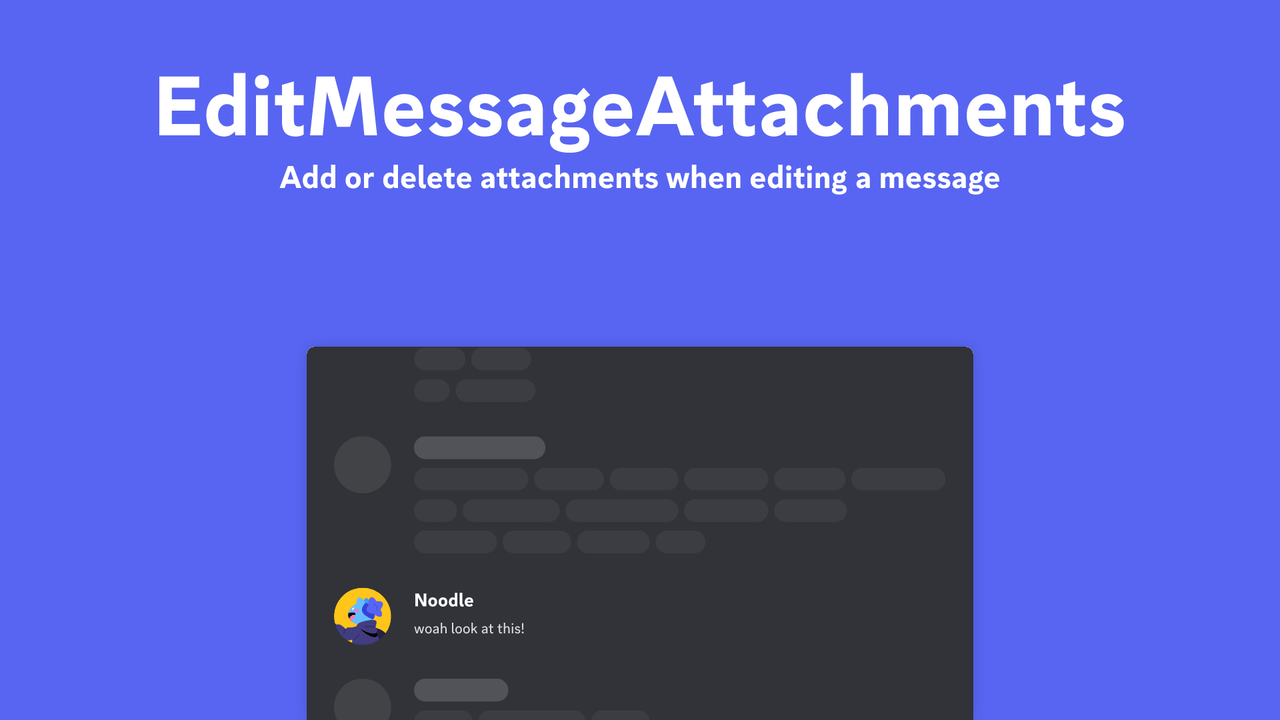 EditMessageAttachments
Add or delete attachments when editing a message
Noodle
woah look at this!